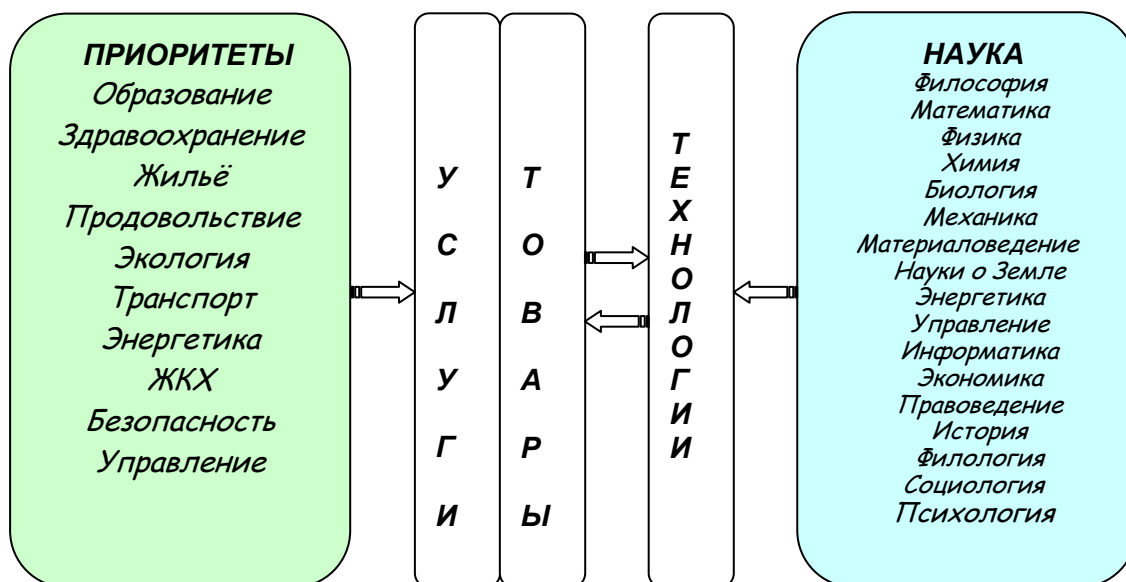 ПРИОРИТЕТЫ
Образование
Здравоохранение
Жильё
Продовольствие
Экология
Транспорт
Энергетика
ЖКХ
Безопасность
Управление
УСЛУГИ
ТОВАРЫ
ТЕХНОЛОГИИ
НАУКА
Философия
Математика
Физика
Химия
Биология
Механика
Материаловедение
Науки о Земле
Энергетика
Управление
Информатика
Экономика
Правоведение
История
Филология
Социология
Психология